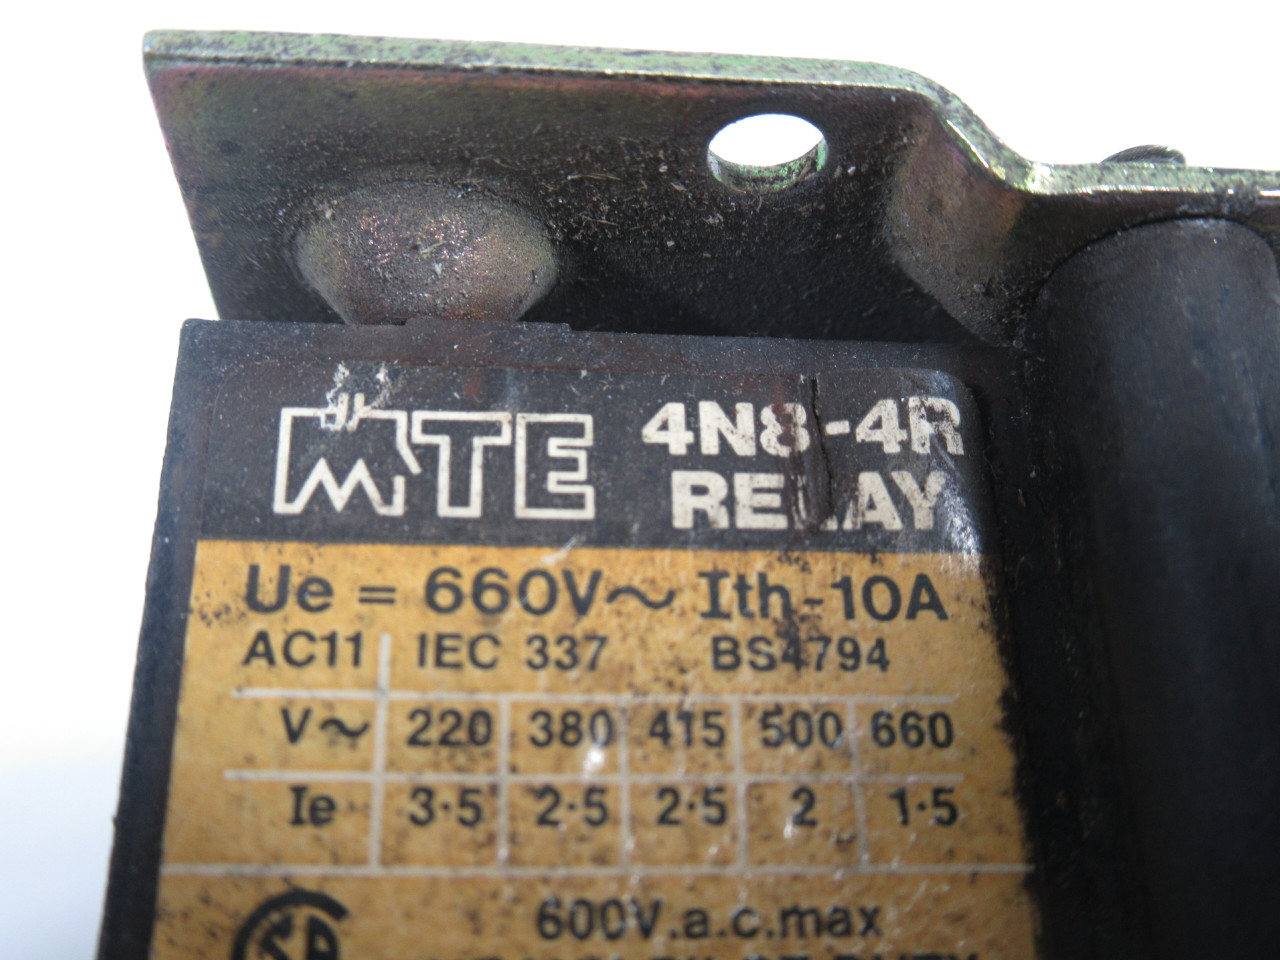 MTE 4N8-4R
RELAY
Ue = 660V~ Ith-10A
AC11 IEC 337 BS4794
V~ 220 380 415 500 660
Ie 3·5 2·5 2·5 2 1·5
600V.a.c.max